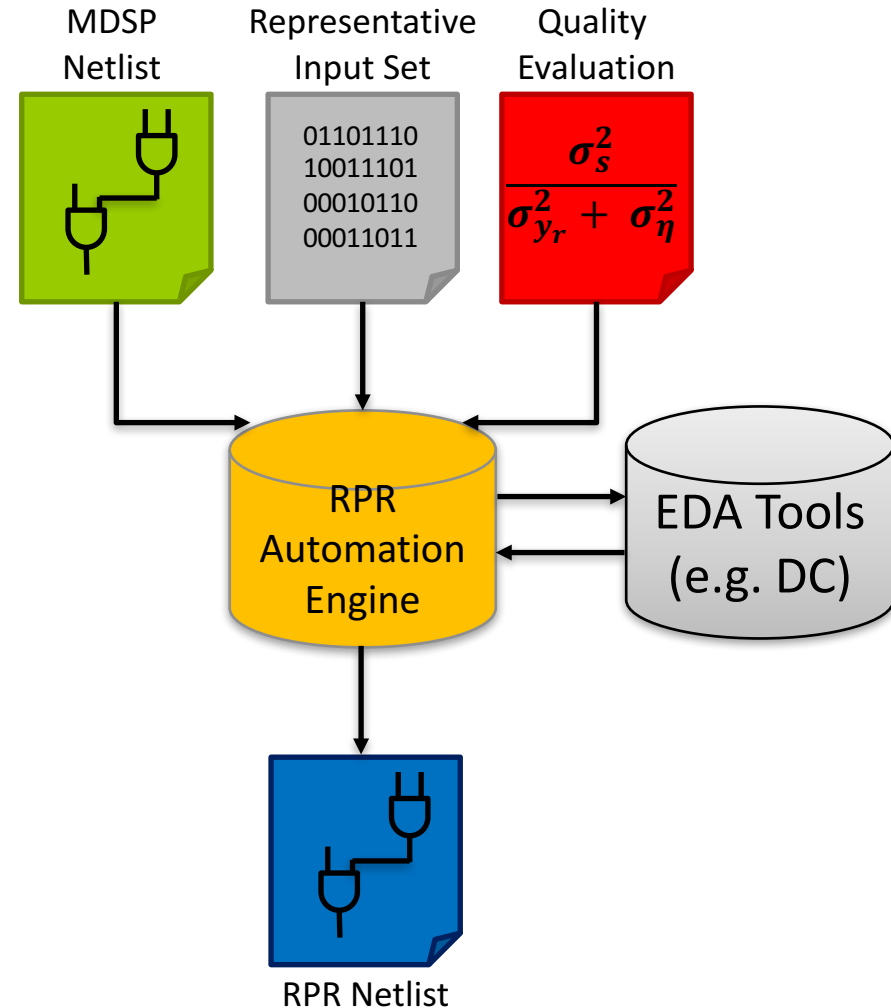 MDSP
Netlist
Representative
Input Set
Quality
Evaluation
01101110
10011101
00010110
00011011
σ_s^2
σ_{y_r}^2 + σ_η^2
RPR
Automation
Engine
EDA Tools
(e.g. DC)
RPR Netlist